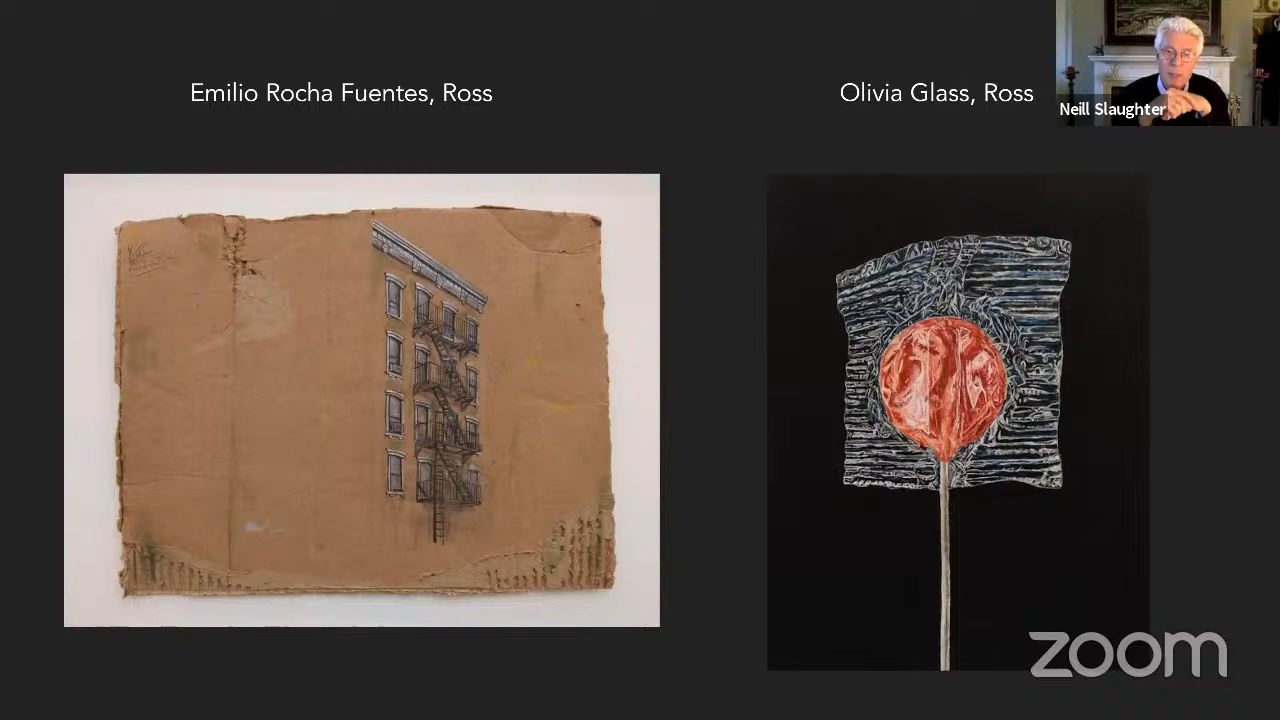 Emilio Rocha Fuentes, Ross
Olivia Glass, Ross
Neill Slaughter
zoom